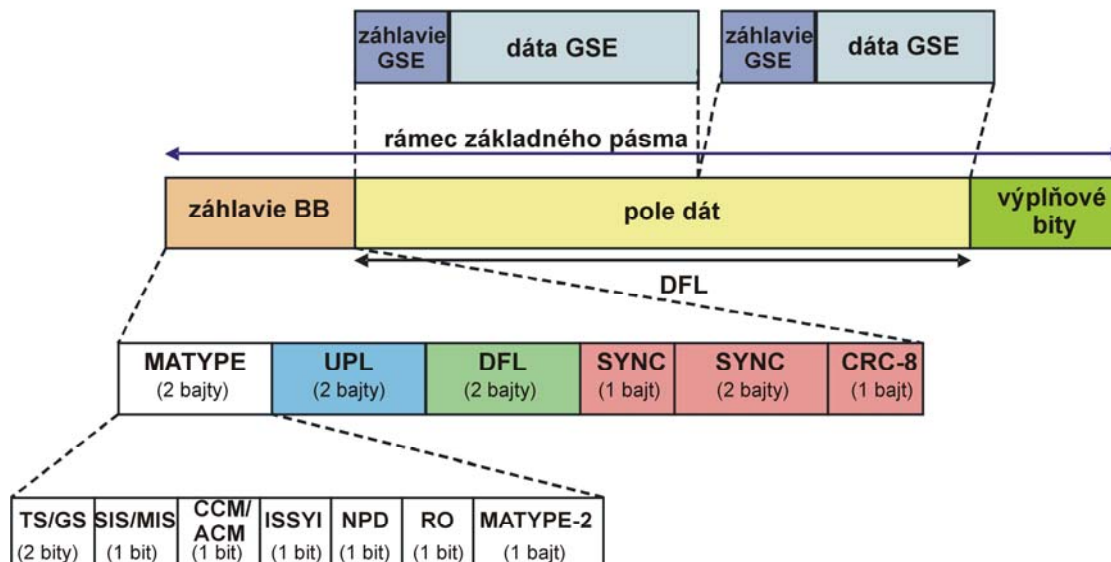 záhlavie
GSE
dáta GSE
záhlavie
GSE
dáta GSE
rámec základného pásma
záhlavie BB
pole dát
výplňové
bity
DFL
MATYPE
(2 bajty)
UPL
(2 bajty)
DFL
(2 bajty)
SYNC
(1 bajt)
SYNC
(2 bajty)
CRC-8
(1 bajt)
TS/GS
(2 bity)
SIS/MIS
(1 bit)
CCM/
ACM
(1 bit)
ISSYI
(1 bit)
NPD
(1 bit)
RO
(1 bit)
MATYPE-2
(1 bajt)